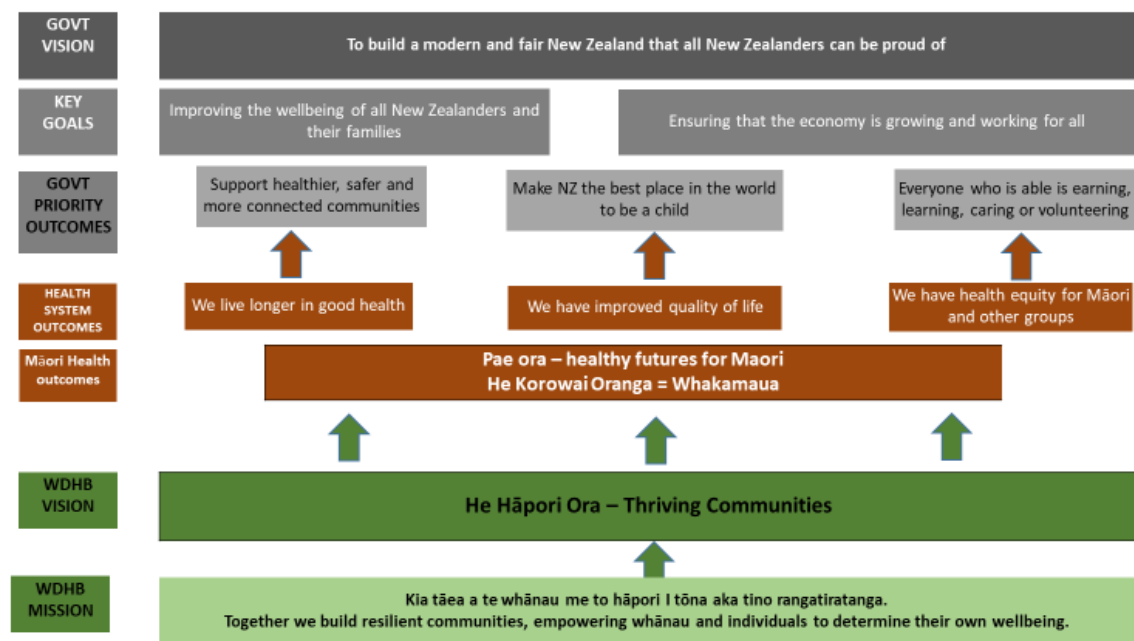 GOVT
VISION
To build a modern and fair New Zealand that all New Zealanders can be proud of
KEY
GOALS
Improving the wellbeing of all New Zealanders and
their families
Ensuring that the economy is growing and working for all
GOVT
PRIORITY
OUTCOMES
Support healthier, safer and
more connected communities
Make NZ the best place in the world
to be a child
Everyone who is able is earning,
learning, caring or volunteering
HEALTH
SYSTEM
OUTCOMES
We live longer in good health
We have improved quality of life
We have health equity for Māori
and other groups
Māori Health
outcomes
Pae ora – healthy futures for Maori
He Korowai Oranga = Whakamaua
WDHB
VISION
He Hāpori Ora – Thriving Communities
WDHB
MISSION
Kia tāea a te whānau me to hāpori I tōna aka tino rangatiratanga.
Together we build resilient communities, empowering whānau and individuals to determine their own wellbeing.